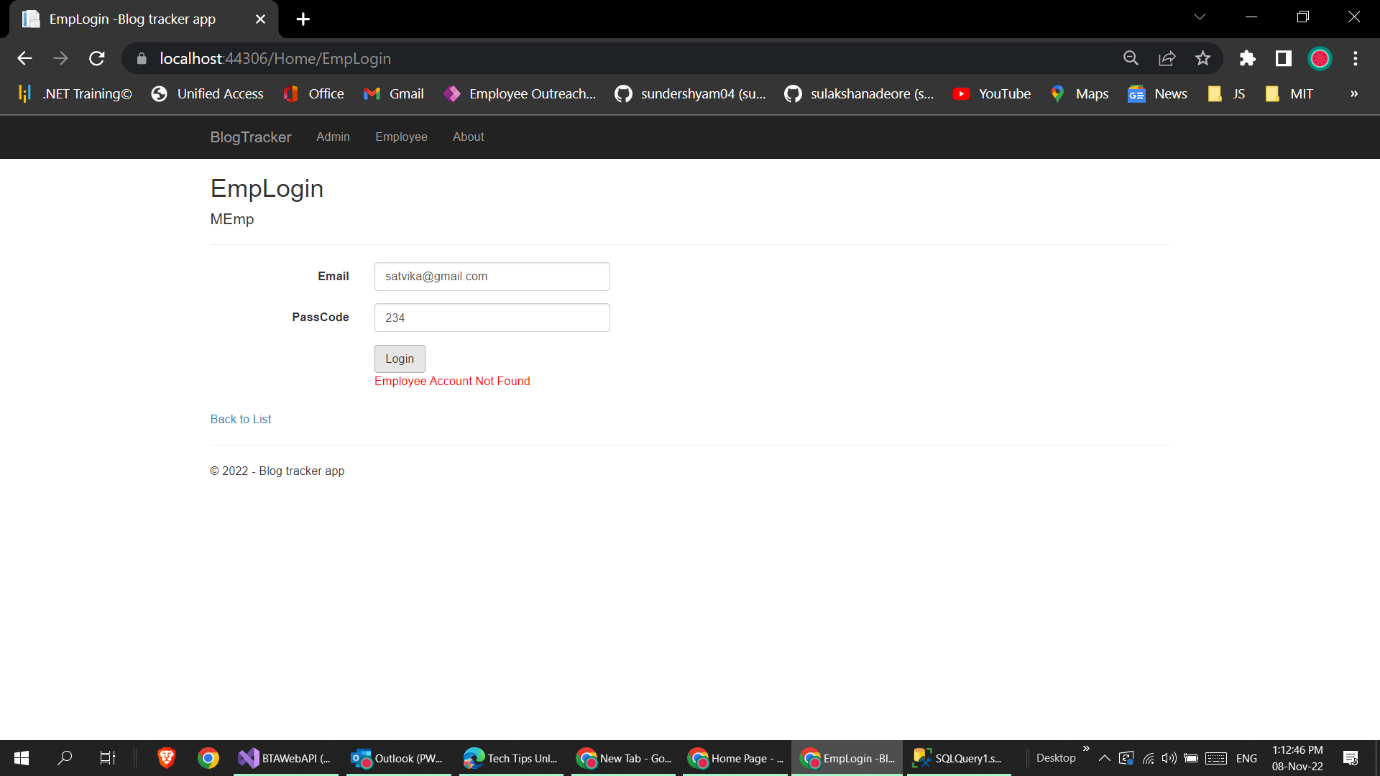 EmpLogin -Blog tracker app
localhost:44306/Home/EmpLogin
.NET Training© Unified Access Office Gmail Employee Outreach... sundershyam04 (su... sulakshanadeore (s... YouTube Maps News JS MIT »
BlogTracker Admin Employee About
EmpLogin
MEmp
Email satvika@gmail.com
PassCode 234
Login
Employee Account Not Found
Back to List
© 2022 - Blog tracker app
BTAWebAPI (... Outlook (PW... Tech Tips Unl... New Tab - Go... Home Page - ... EmpLogin -Bl... SQLQuery1.s... Desktop » ENG 1:12:46 PM
08-Nov-22